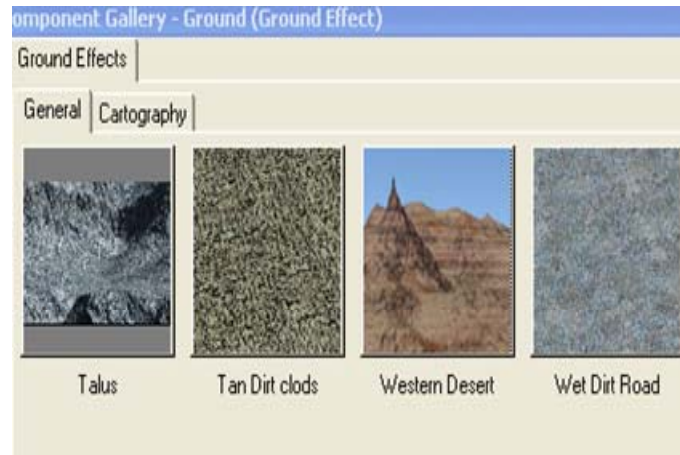 omponent Gallery - Ground (Ground Effect)
Ground Effects
General Cartography
Talus Tan Dirt clods Western Desert Wet Dirt Road